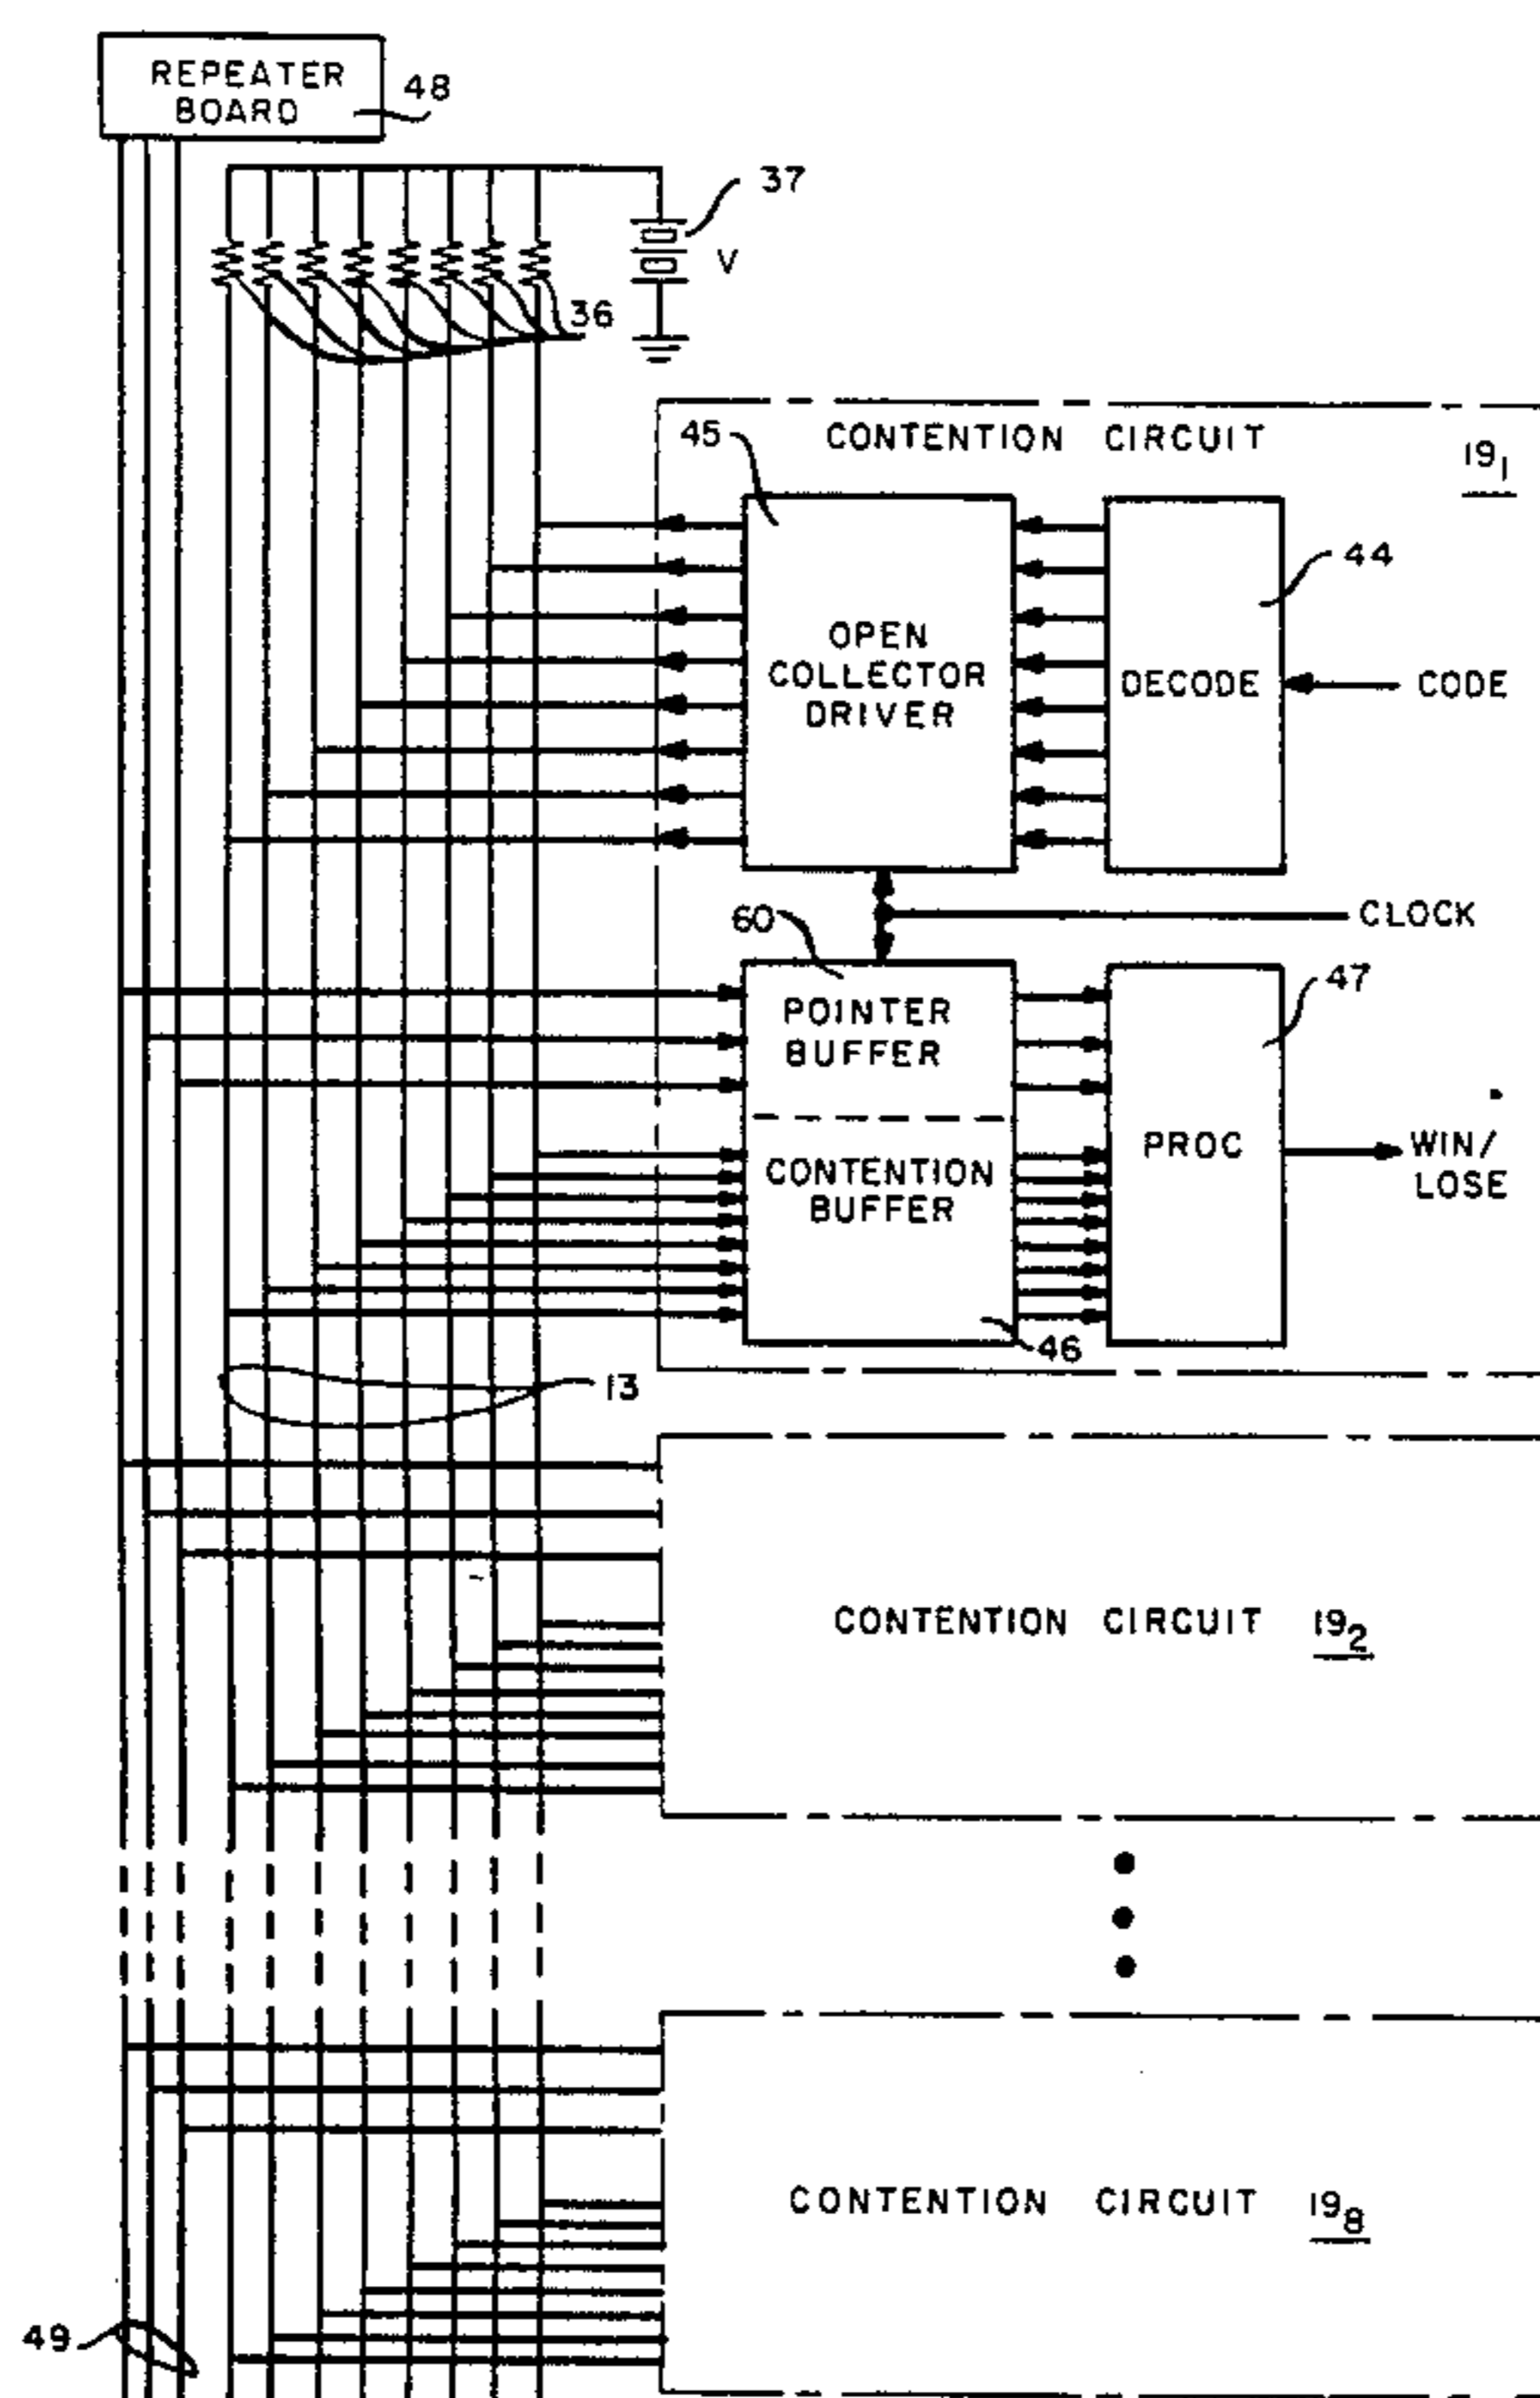 REPEATER
BOARD
48
37
V
36
CONTENTION CIRCUIT
19₁
45
44
OPEN
COLLECTOR
DRIVER
DECODE
CODE
CLOCK
60
47
POINTER
BUFFER
PROC
WIN/
LOSE
CONTENTION
BUFFER
46
13
CONTENTION CIRCUIT 19₂
CONTENTION CIRCUIT 19₈
49